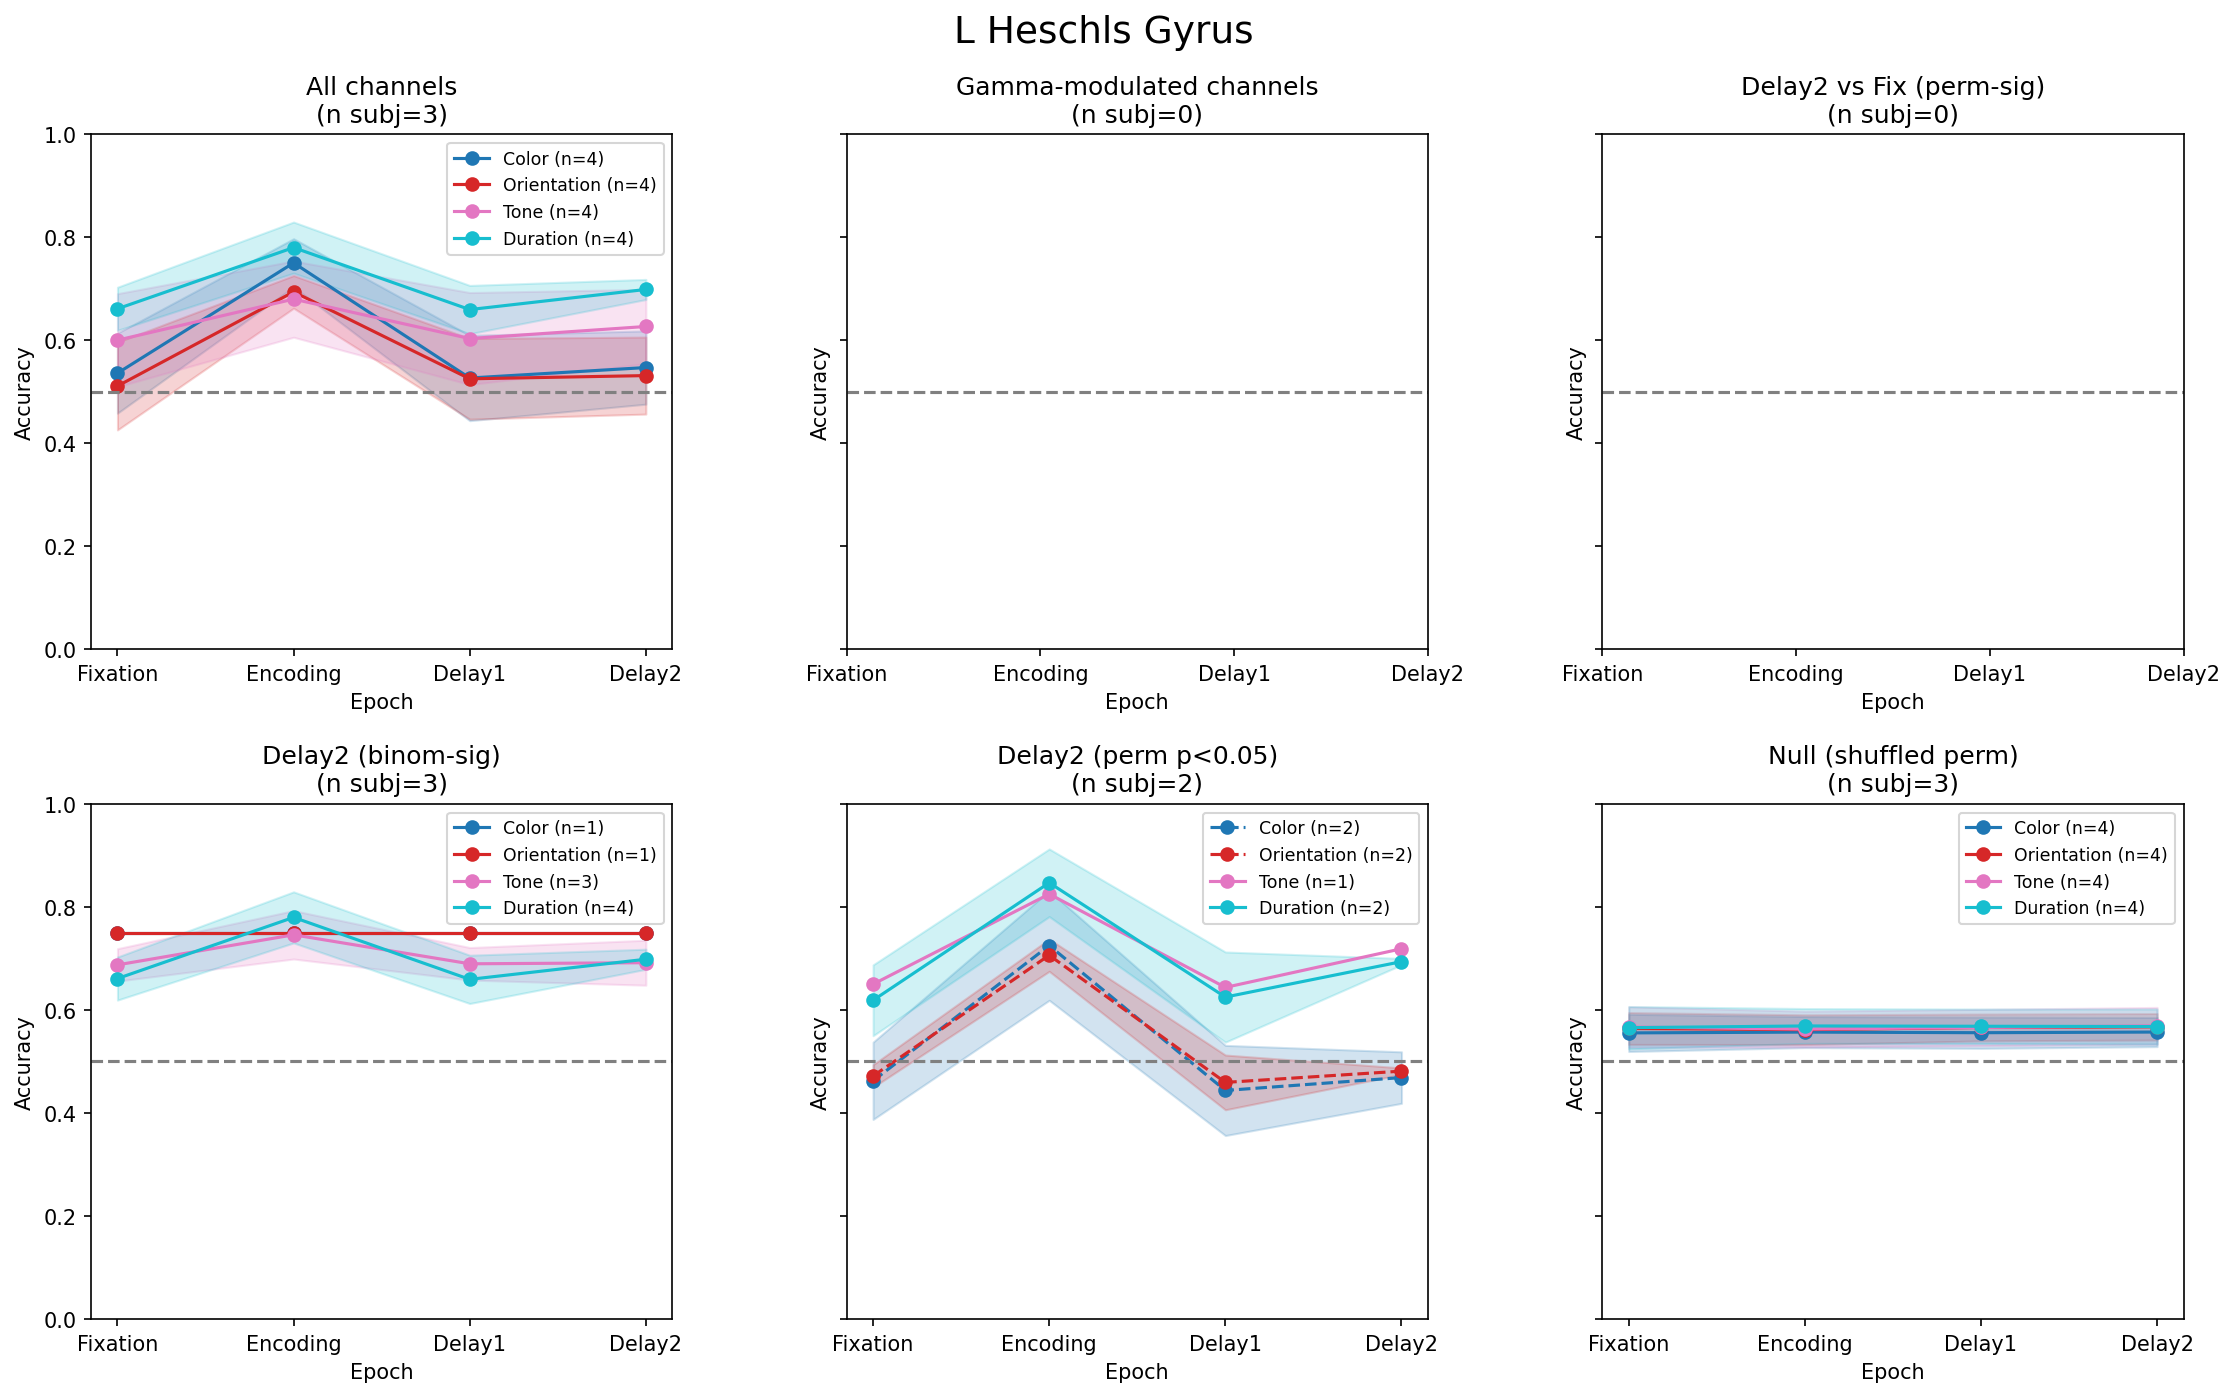 L Heschls Gyrus
All channels
(n subj=3)
1.0
0.8
0.6
0.4
0.2
0.0
Accuracy
Color (n=4)
Orientation (n=4)
Tone (n=4)
Duration (n=4)
Fixation Encoding Delay1 Delay2
Epoch
Gamma-modulated channels
(n subj=0)
Accuracy
Fixation Encoding Delay1 Delay2
Epoch
Delay2 vs Fix (perm-sig)
(n subj=0)
Accuracy
Fixation Encoding Delay1 Delay2
Epoch
Delay2 (binom-sig)
(n subj=3)
1.0
0.8
0.6
0.4
0.2
0.0
Accuracy
Color (n=1)
Orientation (n=1)
Tone (n=3)
Duration (n=4)
Fixation Encoding Delay1 Delay2
Epoch
Delay2 (perm p<0.05)
(n subj=2)
Accuracy
Color (n=2)
Orientation (n=2)
Tone (n=1)
Duration (n=2)
Fixation Encoding Delay1 Delay2
Epoch
Null (shuffled perm)
(n subj=3)
Accuracy
Color (n=4)
Orientation (n=4)
Tone (n=4)
Duration (n=4)
Fixation Encoding Delay1 Delay2
Epoch